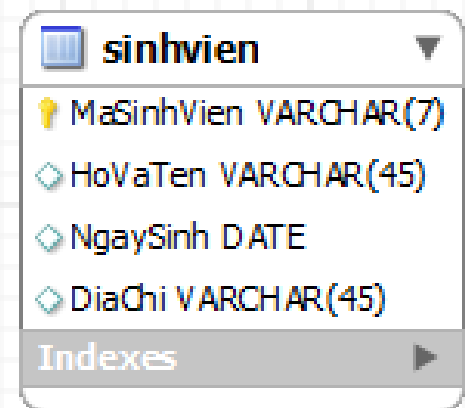 sinhvien
MaSinhVien VARCHAR(7)
HoVaTen VARCHAR(45)
NgaySinh DATE
DiaChi VARCHAR(45)
Indexes